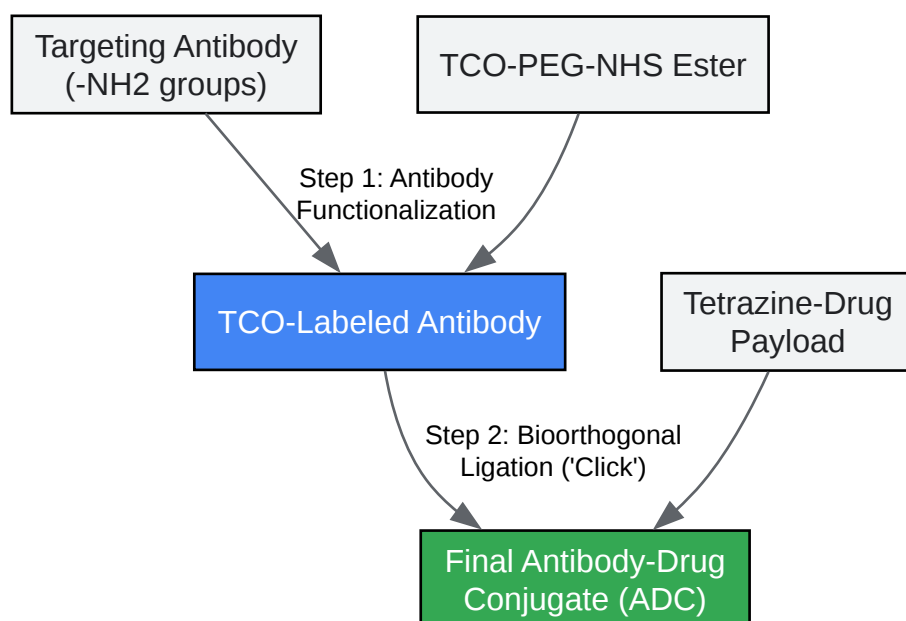 Targeting Antibody
(-NH2 groups)
TCO-PEG-NHS Ester
Step 1: Antibody
Functionalization
TCO-Labeled Antibody
Tetrazine-Drug
Payload
Step 2: Bioorthogonal
Ligation ('Click')
Final Antibody-Drug
Conjugate (ADC)